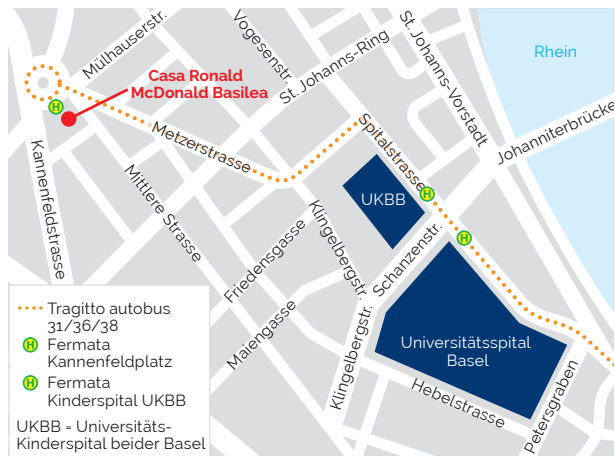 Mülhauserstr.
Vogesenstr.
St. Johanns-Ring
St. Johanns-Vorstadt
Rhein
Casa Ronald
McDonald Basilea
H
Kannenfeldstrasse
Metzerstrasse
Mittlere Strasse
Spitalstrasse
Johanniterbrücke
UKBB
H
H
Friedensgasse
Klingelbergstr.
Schanzenstr.
Maiengasse
Klingelbergstr.
Universitätsspital
Basel
Hebelstrasse
Petersgraben
Tragitto autobus
31/36/38
H Fermata
Kannenfeldplatz
H Fermata
Kinderspital UKBB
UKBB = Universitäts-
Kinderspital beider Basel